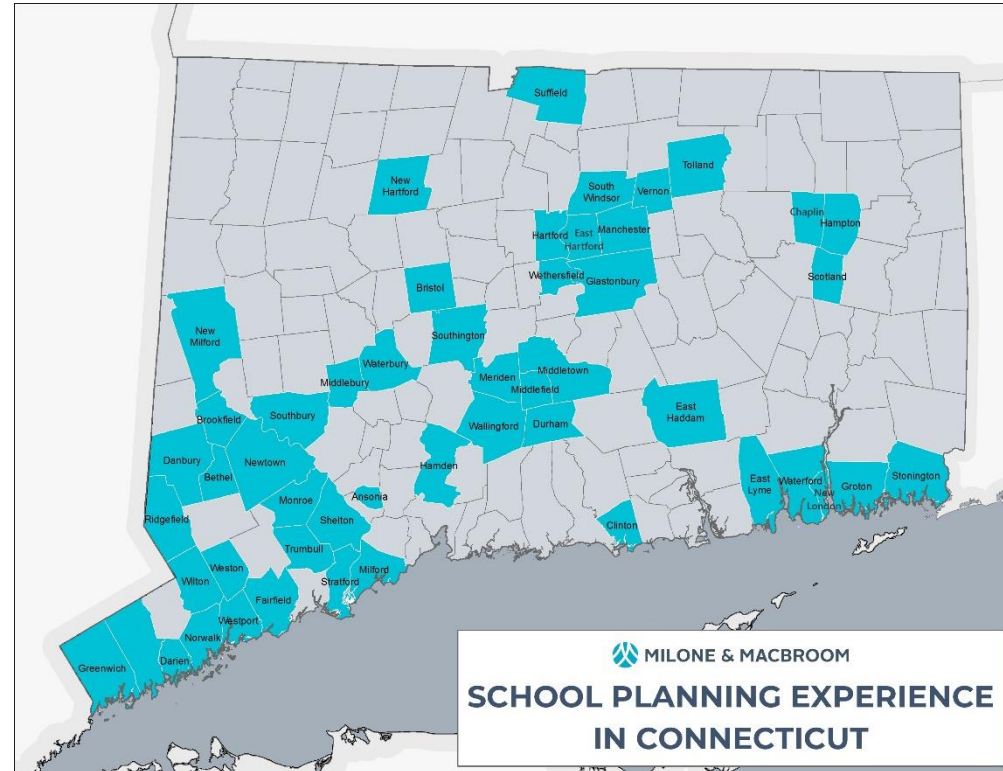 Suffield
Tolland
New
Hartford
South
Windsor
Vernon
Chaplin
Hampton
Hartford
East
Hartford
Manchester
Wethersfield
Glastonbury
Scotland
Bristol
New
Milford
Southington
Waterbury
Middlebury
Meriden
Middletown
Middlefield
Southbury
East
Haddam
Brookfield
Wallingford
Durham
Danbury
Bethel
Newtown
Hamden
Stonington
East
Lyme
Waterford
Groton
New
London
Monroe
Ansonia
Shelton
Ridgefield
Clinton
Trumbull
Weston
Milford
Wilton
Stratford
Fairfield
Westport
Norwalk
Darien
Greenwich
MILONE & MACBROOM
SCHOOL PLANNING EXPERIENCE
IN CONNECTICUT